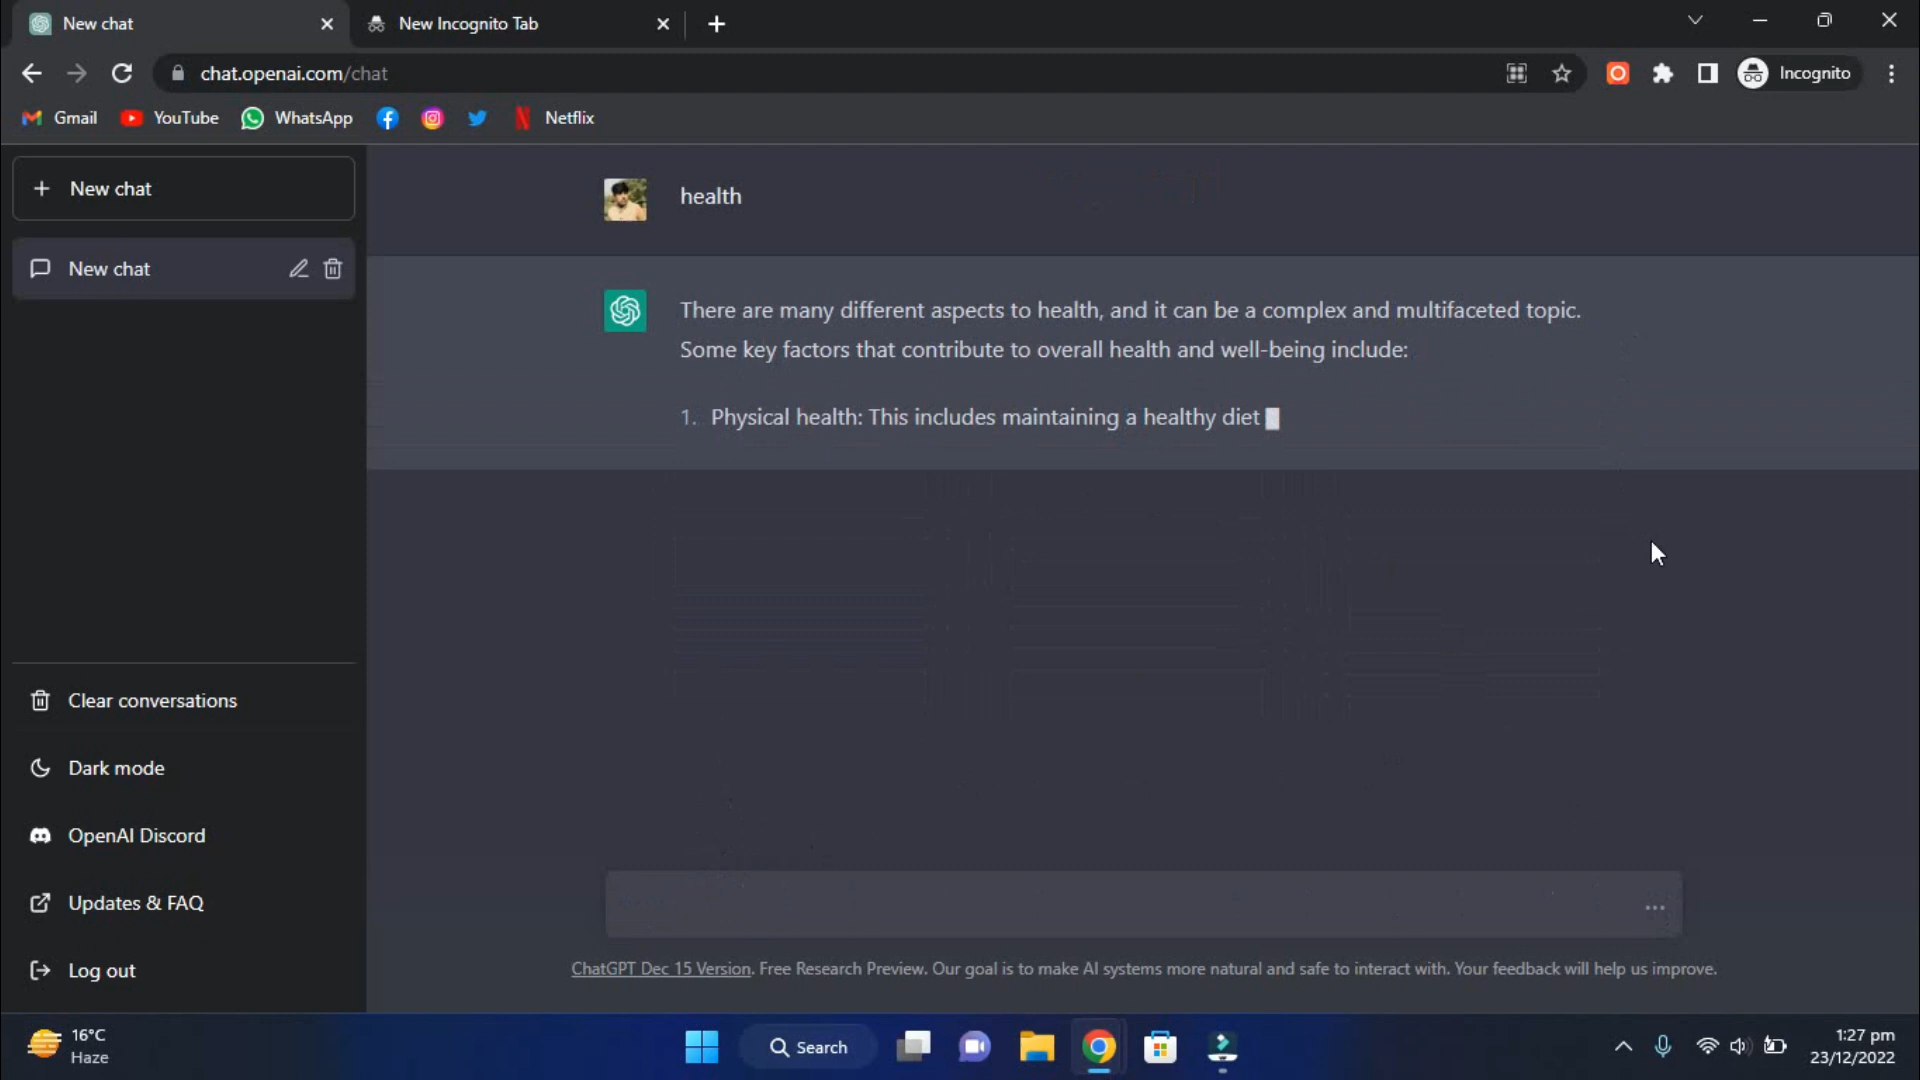 New chat
New Incognito Tab
chat.openai.com/chat
Incognito
Gmail
YouTube
WhatsApp
Netflix
New chat
New chat
health
There are many different aspects to health, and it can be a complex and multifaceted topic.
Some key factors that contribute to overall health and well-being include:
1. Physical health: This includes maintaining a healthy diet
Clear conversations
Dark mode
OpenAI Discord
Updates & FAQ
Log out
ChatGPT Dec 15 Version. Free Research Preview. Our goal is to make AI systems more natural and safe to interact with. Your feedback will help us improve.
16°C
Haze
Search
1:27 pm
23/12/2022